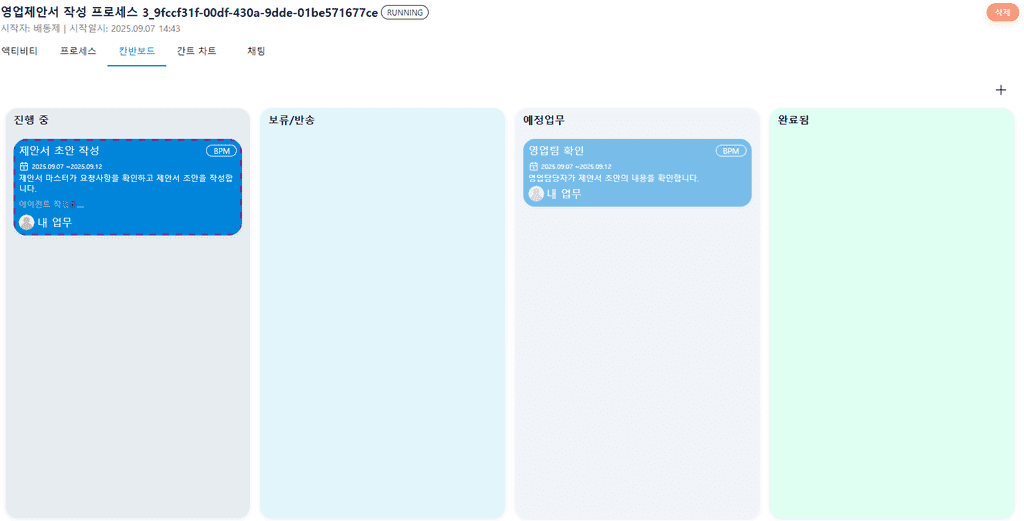 영업제안서 작성 프로세스 3_9fccf31f-00df-430a-9dde-01be571677ce RUNNING
삭제
시작자: 배동제 | 시작일시: 2025.09.07 14:43
액티비티 프로세스 칸반보드 간트 차트 채팅
+
진행 중
제안서 초안 작성 BPM
2025.09.07 ~2025.09.12
제안서 마스터가 요청사항을 확인하고 제안서 초안을 작성합
니다.
에이전트 작성중...
내 업무
보류/반송
예정업무
영업팀 확인 BPM
2025.09.07 ~2025.09.12
영업담당자가 제안서 초안의 내용을 확인합니다.
내 업무
완료됨